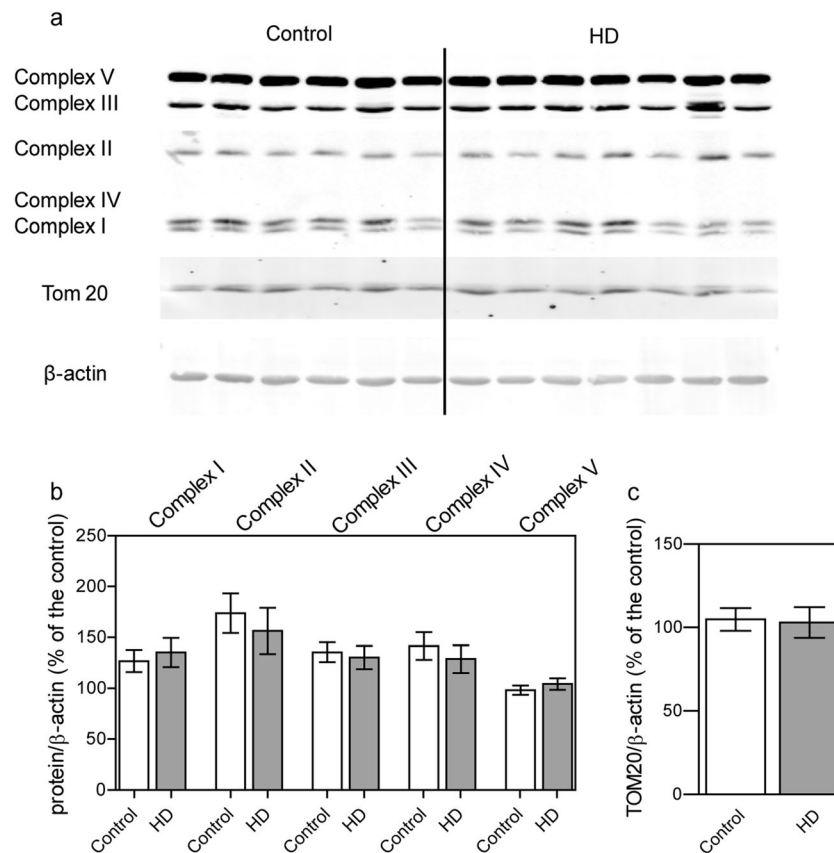 a
Control HD
Complex V
Complex III
Complex II
Complex IV
Complex I
Tom 20
β-actin
b
Complex I Complex II Complex III Complex IV Complex V
protein/β-actin (% of the control)
250
200
150
100
50
0
Control HD Control HD Control HD Control HD Control HD
c
TOM20/β-actin (% of the control)
150
100
50
0
Control HD